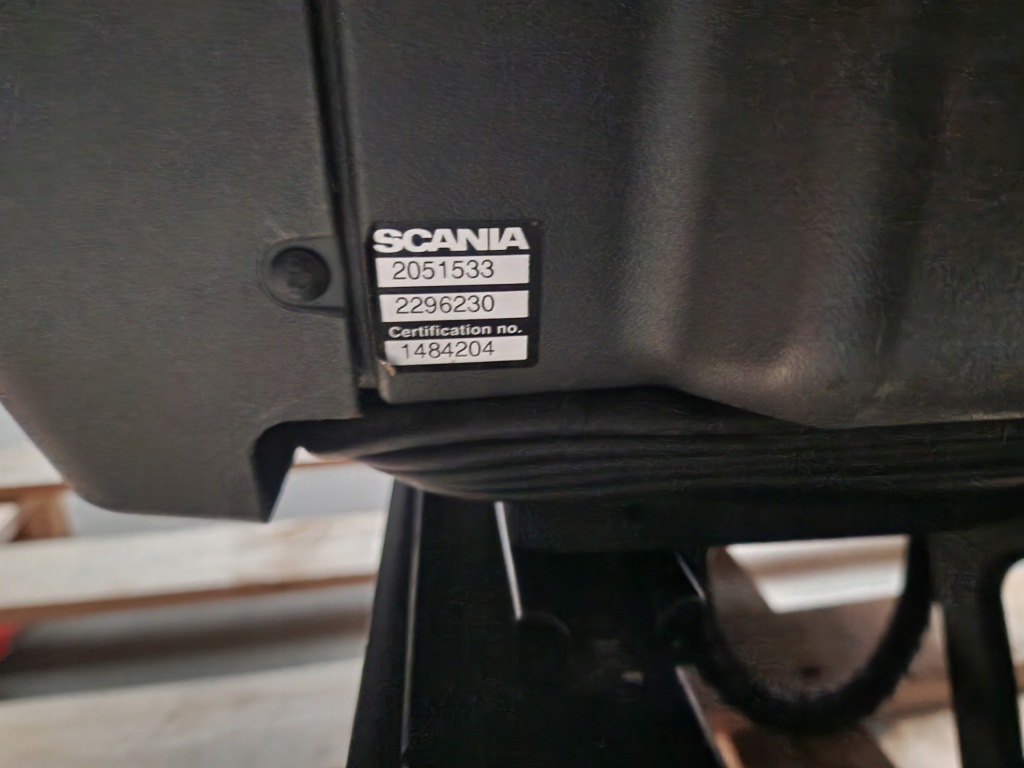 SCANIA
2051533
2296230
Certification no.
1484204